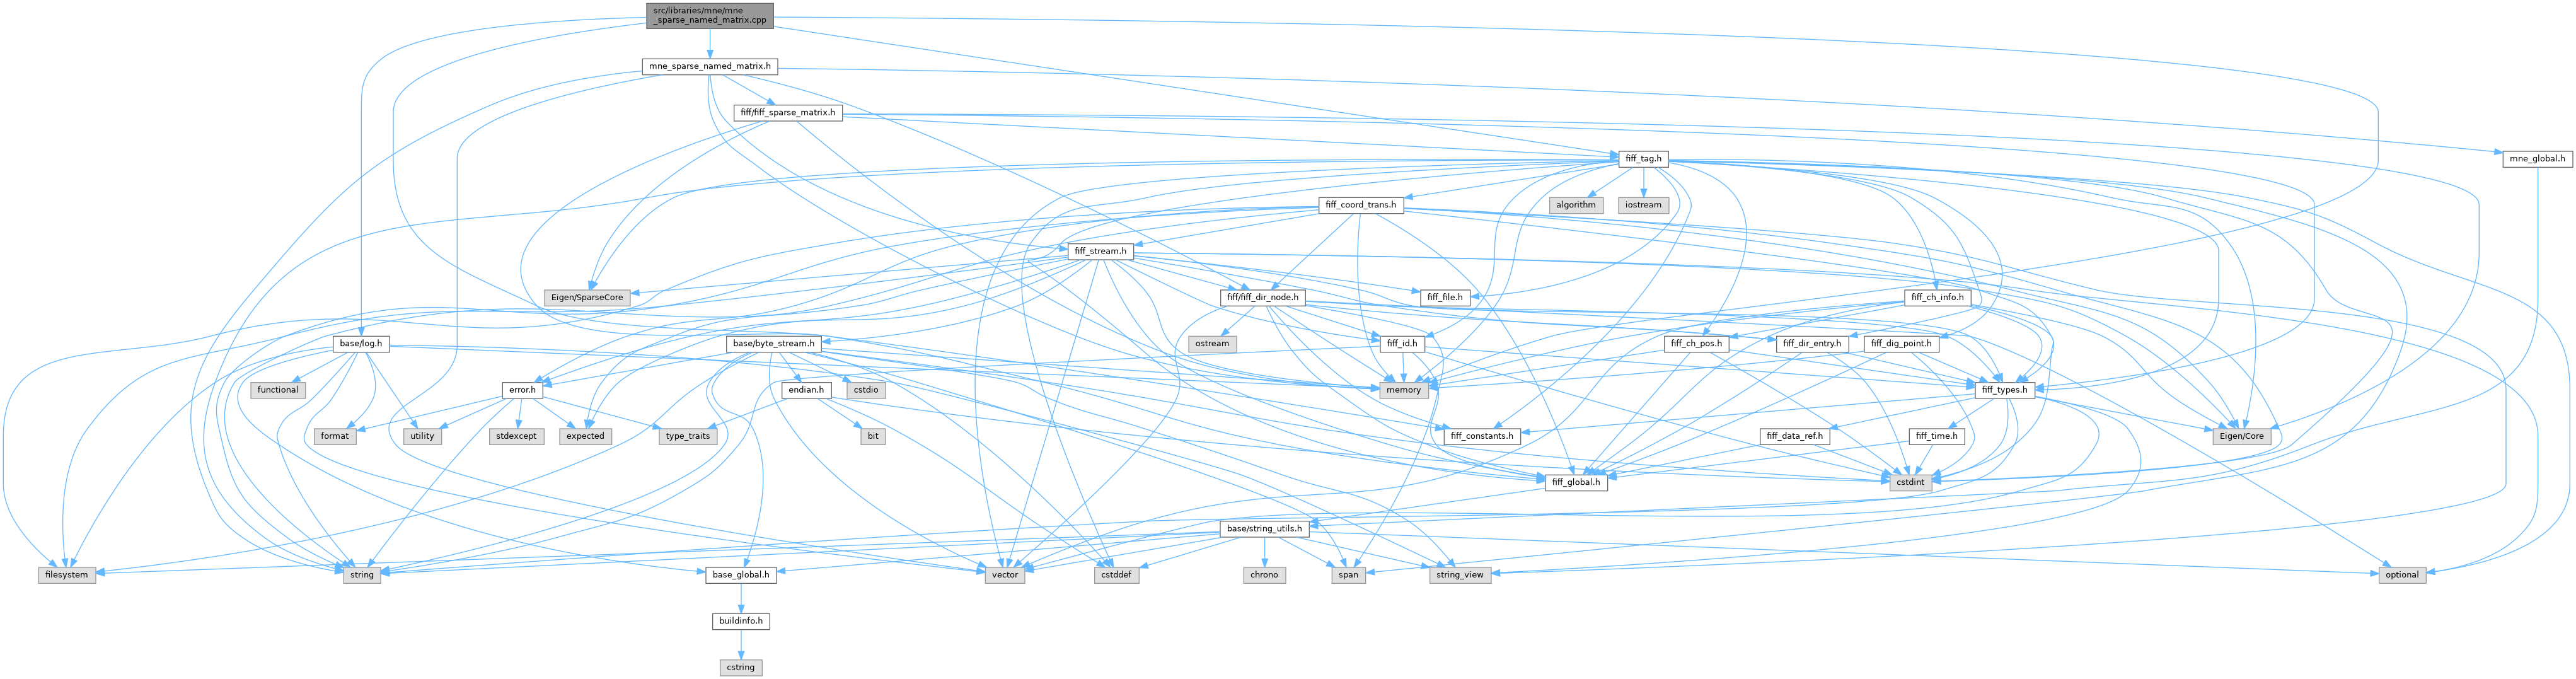 src/libraries/mne/mne
_sparse_named_matrix.cpp
mne_sparse_named_matrix.h
fiff/fiff_sparse_matrix.h
fiff_tag.h
mne_global.h
fiff_coord_trans.h
algorithm
iostream
fiff_stream.h
Eigen/SparseCore
fiff/fiff_dir_node.h
fiff_file.h
fiff_ch_info.h
base/log.h
base/byte_stream.h
ostream
fiff_id.h
fiff_ch_pos.h
fiff_dir_entry.h
fiff_dig_point.h
functional
error.h
endian.h
cstdio
memory
fiff_types.h
format
utility
stdexcept
expected
type_traits
bit
fiff_constants.h
fiff_data_ref.h
fiff_time.h
Eigen/Core
fiff_global.h
cstdint
base/string_utils.h
filesystem
string
base_global.h
vector
cstddef
chrono
span
string_view
optional
buildinfo.h
cstring